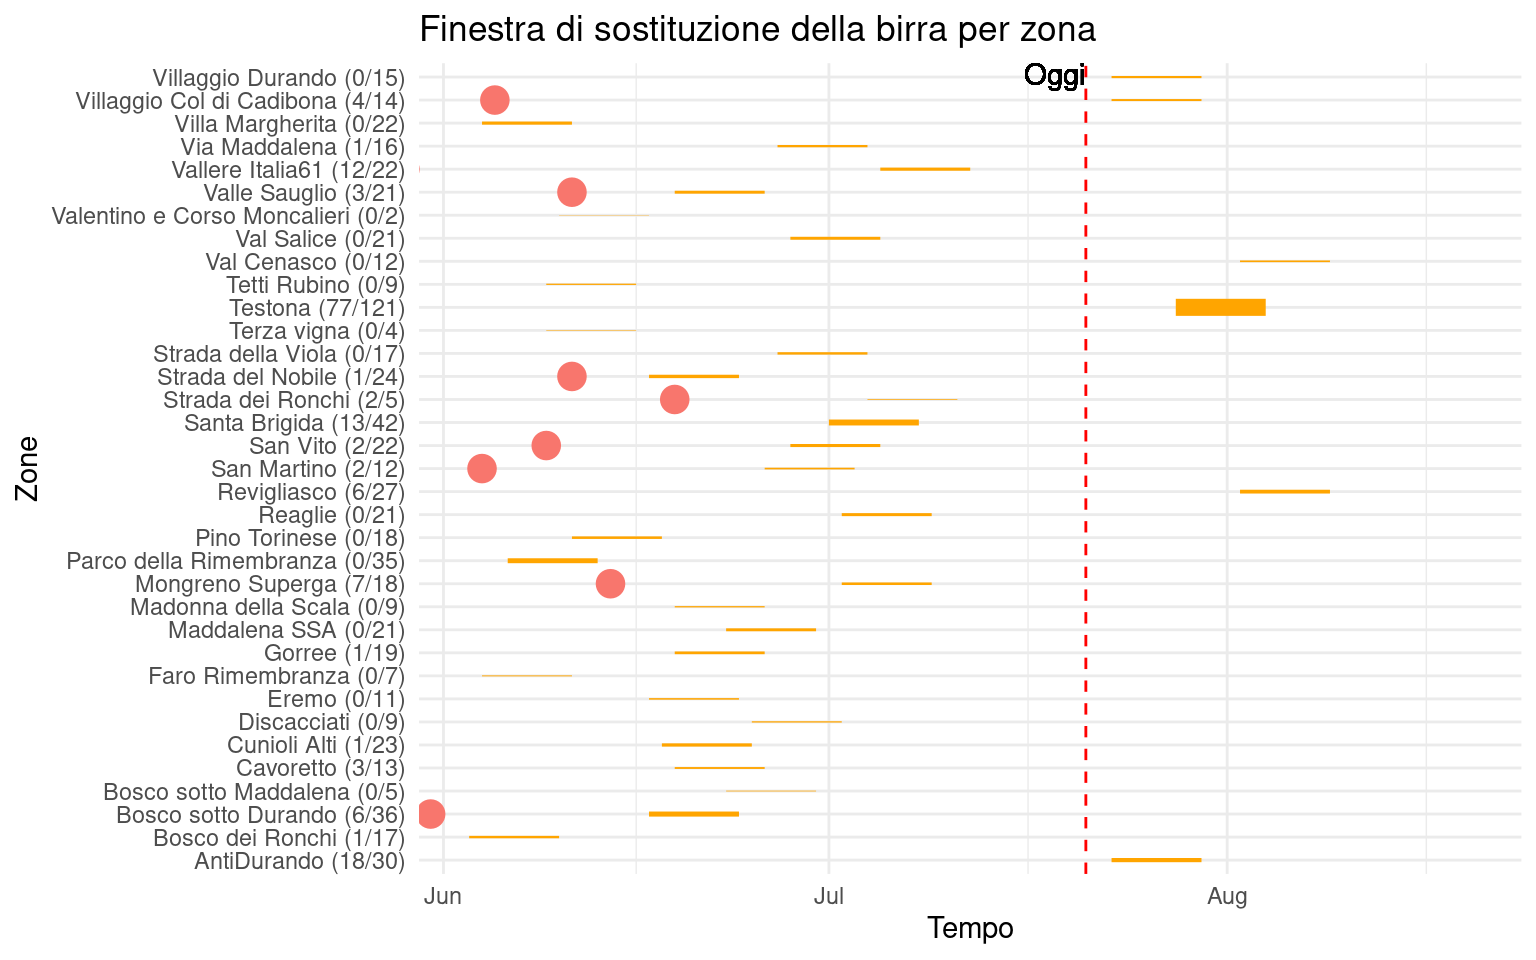 Finestra di sostituzione della birra per zona
Oggi
Villaggio Durando (0/15)
Villaggio Col di Cadibona (4/14)
Villa Margherita (0/22)
Via Maddalena (1/16)
Vallere Italia61 (12/22)
Valle Sauglio (3/21)
Valentino e Corso Moncalieri (0/2)
Val Salice (0/21)
Val Cenasco (0/12)
Tetti Rubino (0/9)
Testona (77/121)
Terza vigna (0/4)
Strada della Viola (0/17)
Strada del Nobile (1/24)
Strada dei Ronchi (2/5)
Santa Brigida (13/42)
San Vito (2/22)
San Martino (2/12)
Revigliasco (6/27)
Reaglie (0/21)
Pino Torinese (0/18)
Parco della Rimembranza (0/35)
Mongreno Superga (7/18)
Madonna della Scala (0/9)
Maddalena SSA (0/21)
Gorree (1/19)
Faro Rimembranza (0/7)
Eremo (0/11)
Discacciati (0/9)
Cunioli Alti (1/23)
Cavoretto (3/13)
Bosco sotto Maddalena (0/5)
Bosco sotto Durando (6/36)
Bosco dei Ronchi (1/17)
AntiDurando (18/30)
Zone
Jun Jul Aug
Tempo